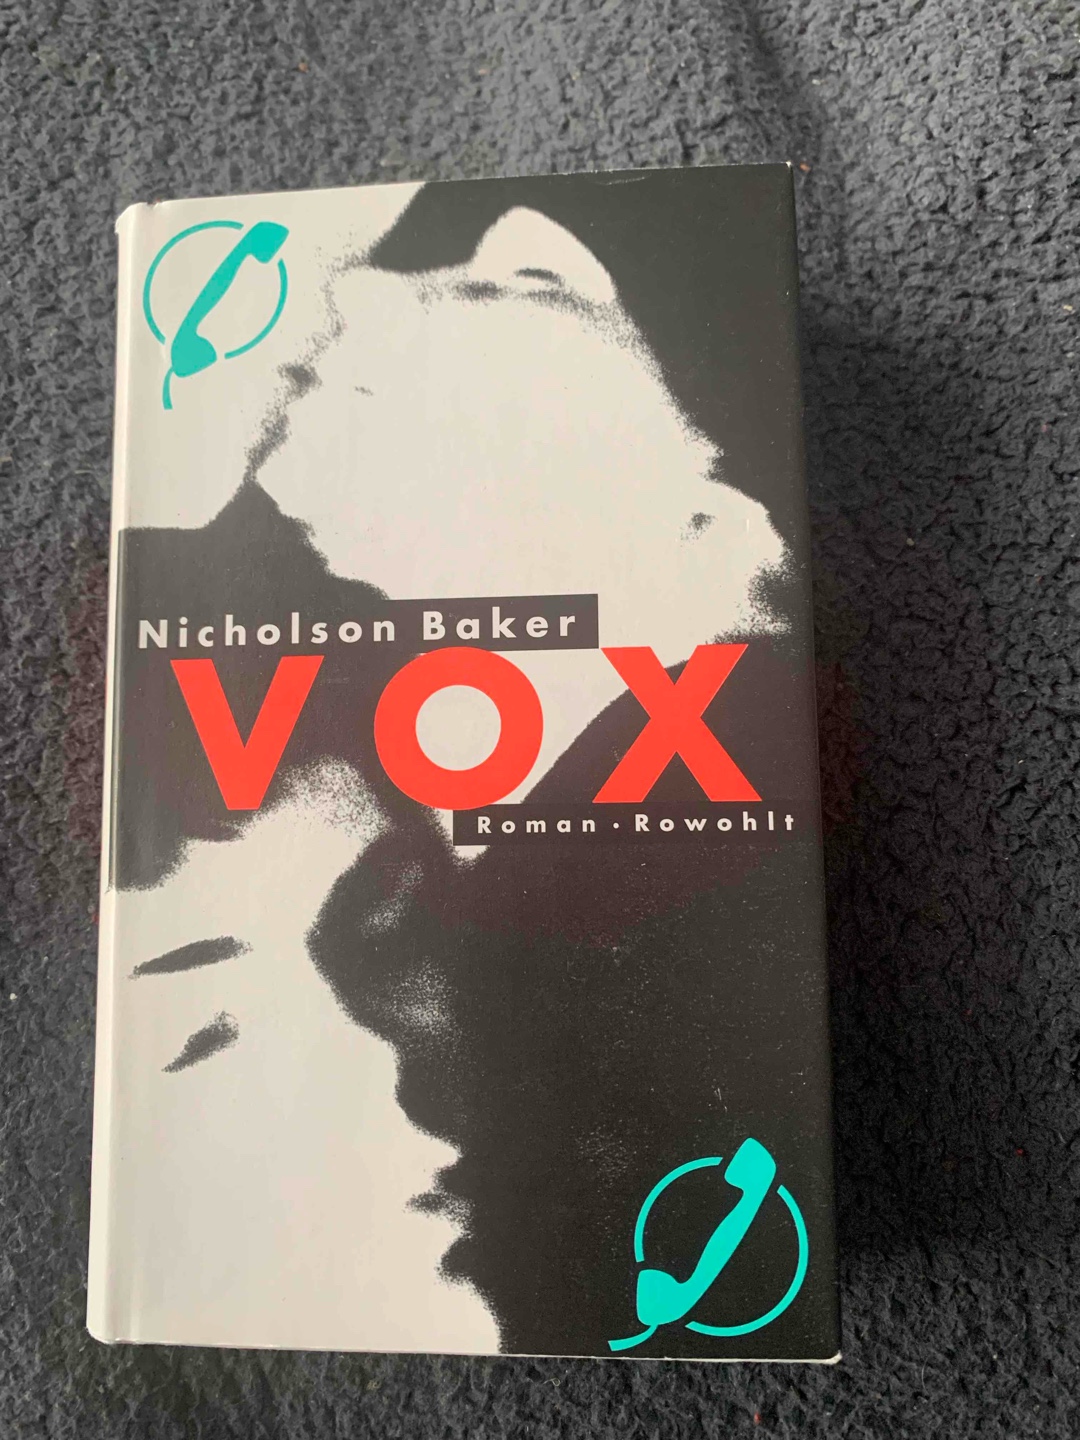 Nicholson Baker
VOX
Roman · Rowohlt